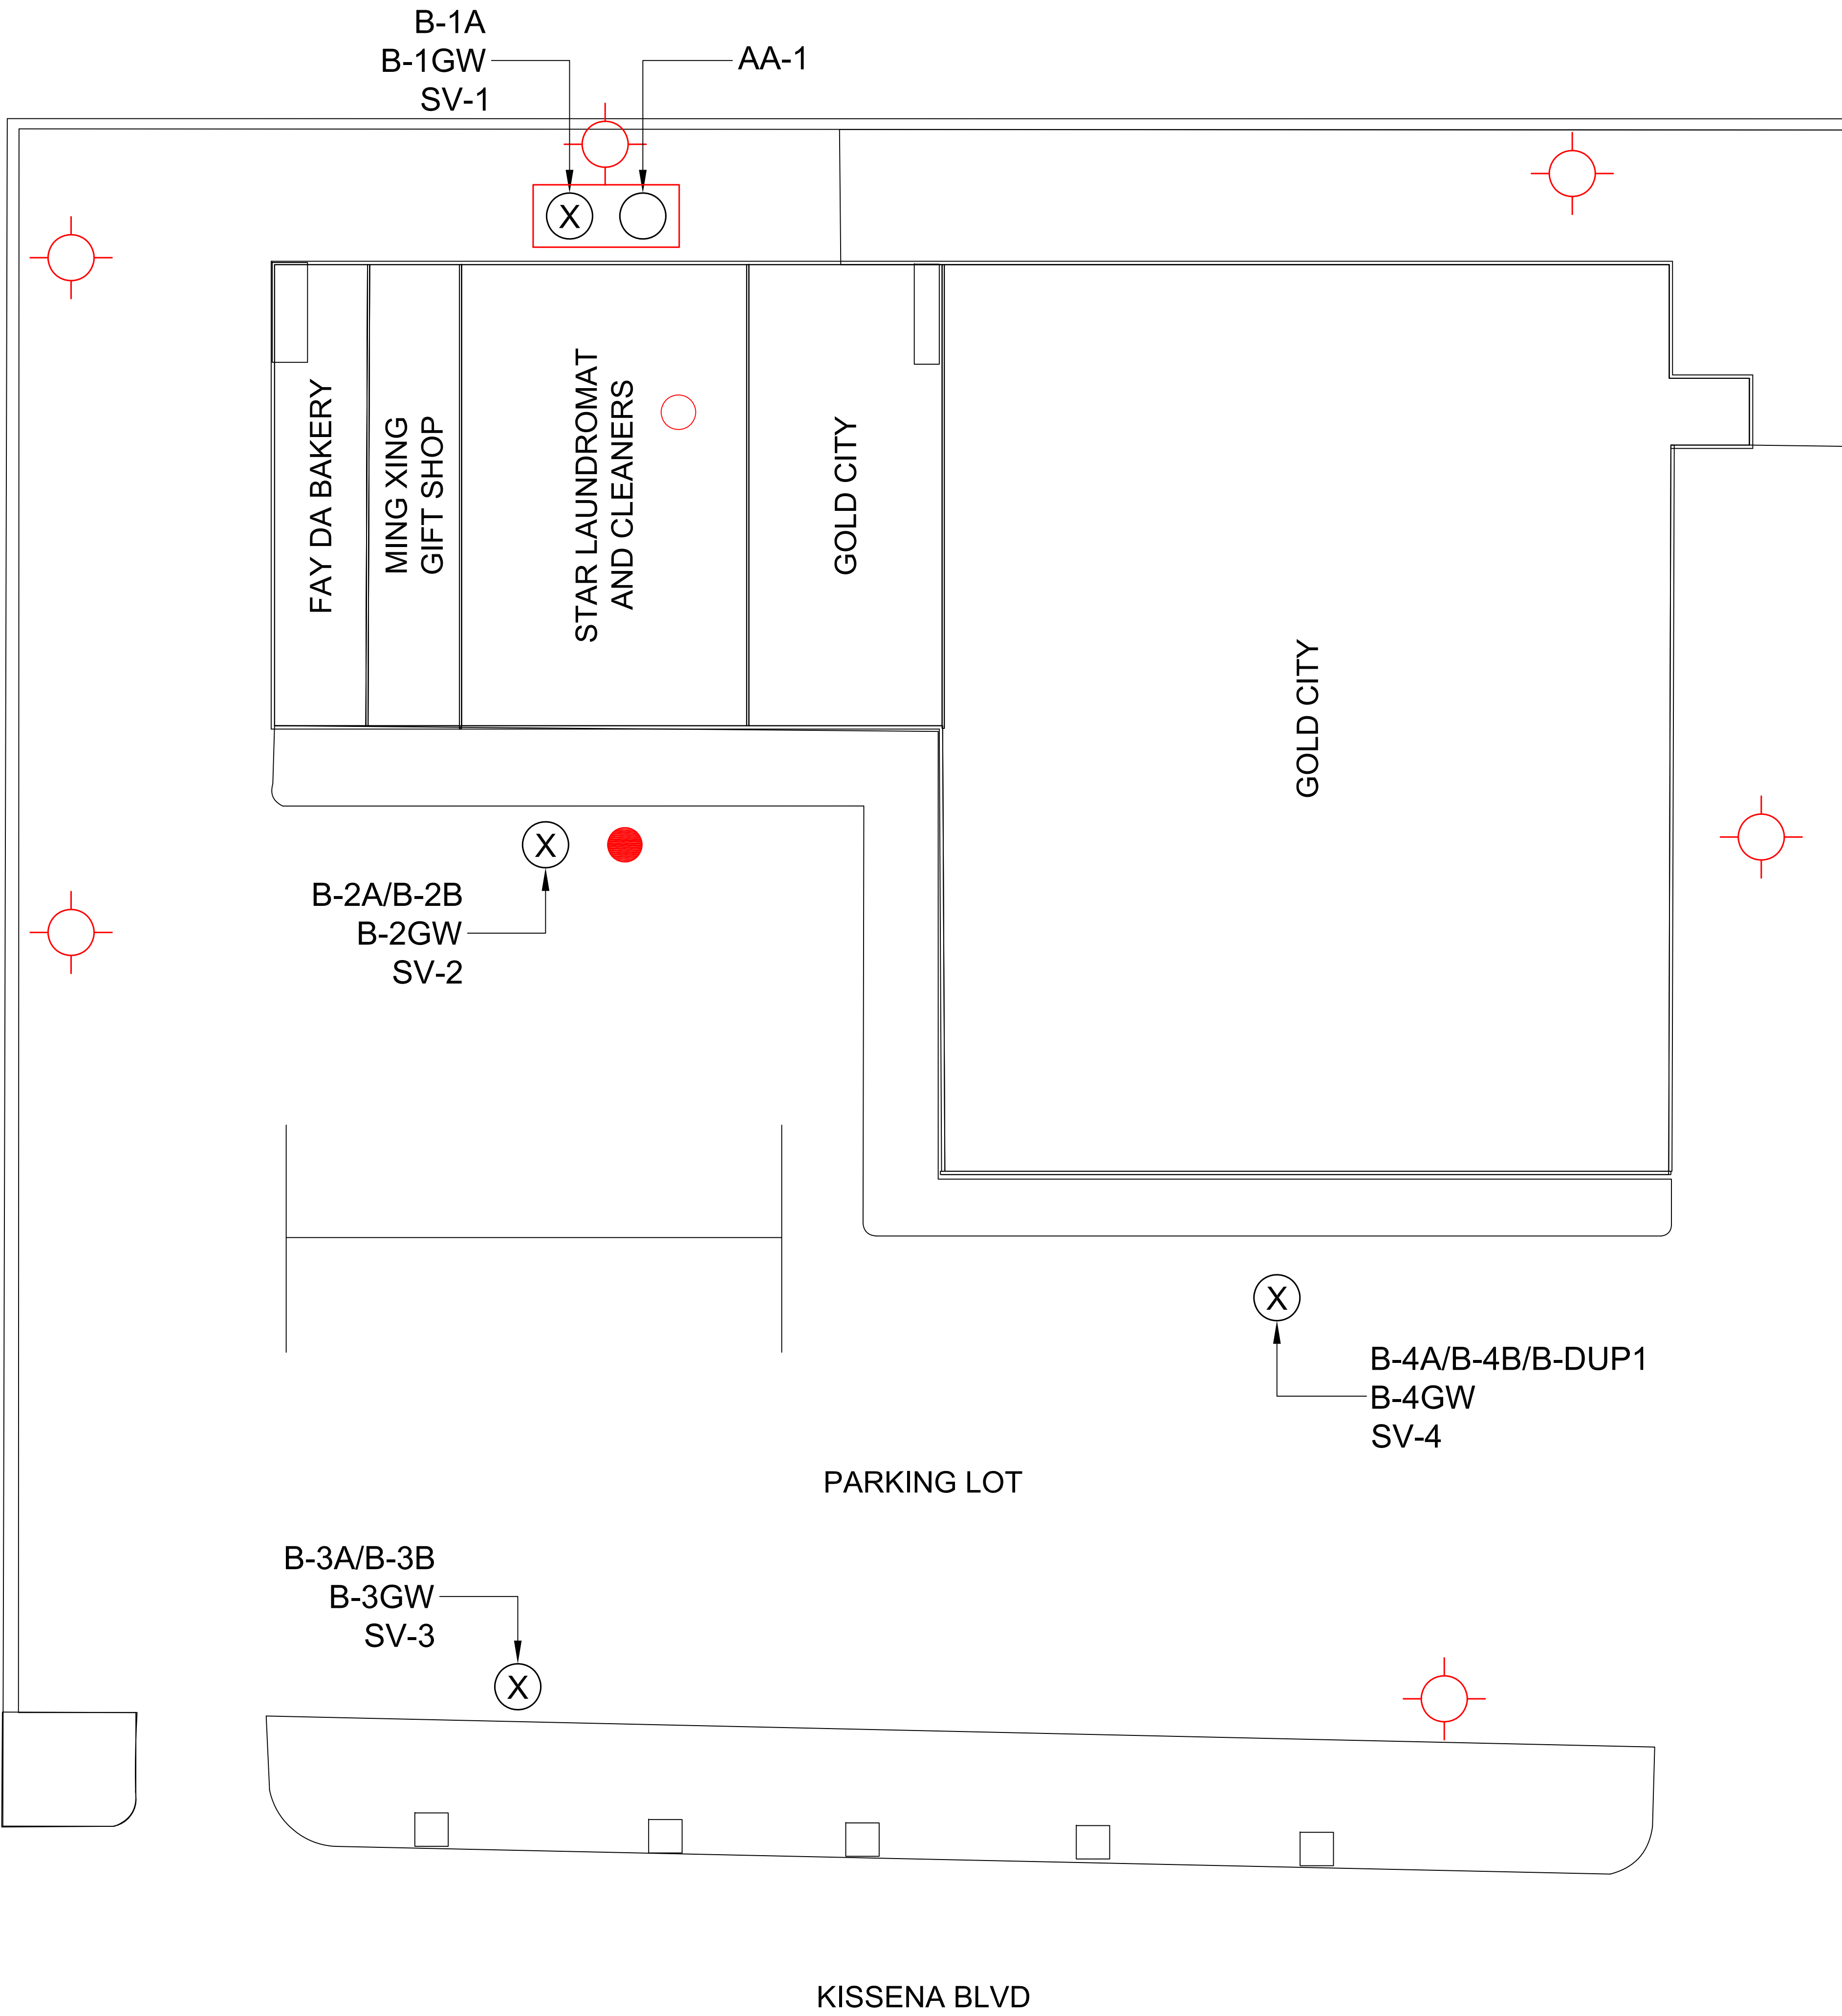 B-1A
B-1GW
SV-1
AA-1
X
FAY DA BAKERY
MING XING
GIFT SHOP
STAR LAUNDROMAT
AND CLEANERS
GOLD CITY
GOLD CITY
X
B-2A/B-2B
B-2GW
SV-2
X
B-4A/B-4B/B-DUP1
B-4GW
SV-4
PARKING LOT
B-3A/B-3B
B-3GW
SV-3
X
KISSENA BLVD